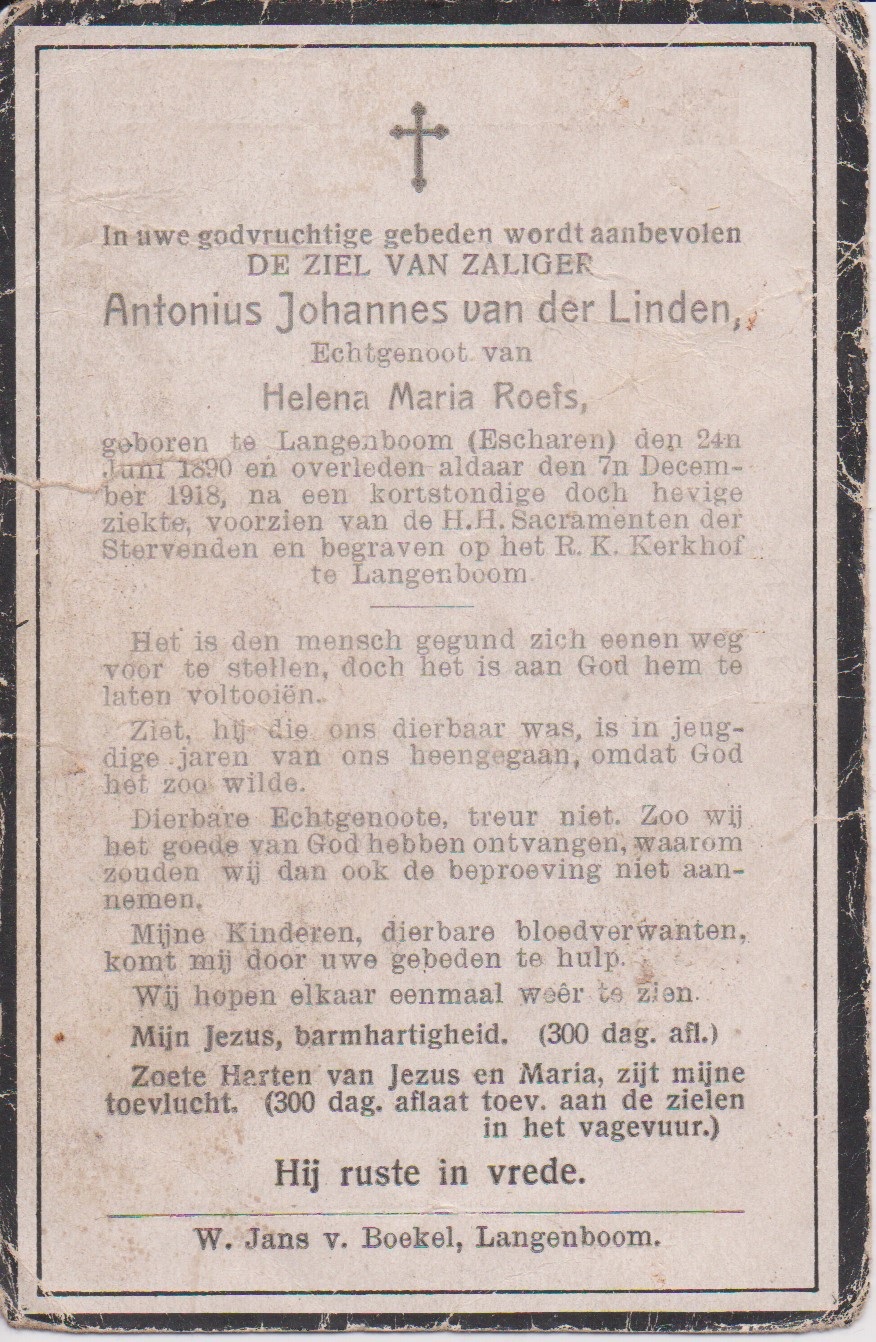 In uwe godvruchtige gebeden wordt aanbevolen
DE ZIEL VAN ZALIGER
Antonius Johannes van der Linden,
Echtgenoot van
Helena Maria Roefs,
geboren te Langenboom (Escharen) den 24n
Juni 1890 en overleden aldaar den 7n Decem-
ber 1918, na een kortstondige doch hevige
ziekte, voorzien van de H.H. Sacramenten der
Stervenden en begraven op het R. K. Kerkhof
te Langenboom.
Het is den mensch gegund zich eenen weg
voor te stellen, doch het is aan God hem te
laten voltooiën.
Ziet, hij die ons dierbaar was, is in jeug-
dige jaren van ons heengegaan, omdat God
het zoo wilde.
Dierbare Echtgenoote, treur niet. Zoo wij
het goede van God hebben ontvangen, waarom
zouden wij dan ook de beproeving niet aan-
nemen.
Mijne Kinderen, dierbare bloedverwanten,
komt mij door uwe gebeden te hulp.
Wij hopen elkaar eenmaal weêr te zien.
Mijn Jezus, barmhartigheid. (300 dag. afl.)
Zoete Harten van Jezus en Maria, zijt mijne
toevlucht. (300 dag. aflaat toev. aan de zielen
in het vagevuur.)
Hij ruste in vrede.
W. Jans v. Boekel, Langenboom.